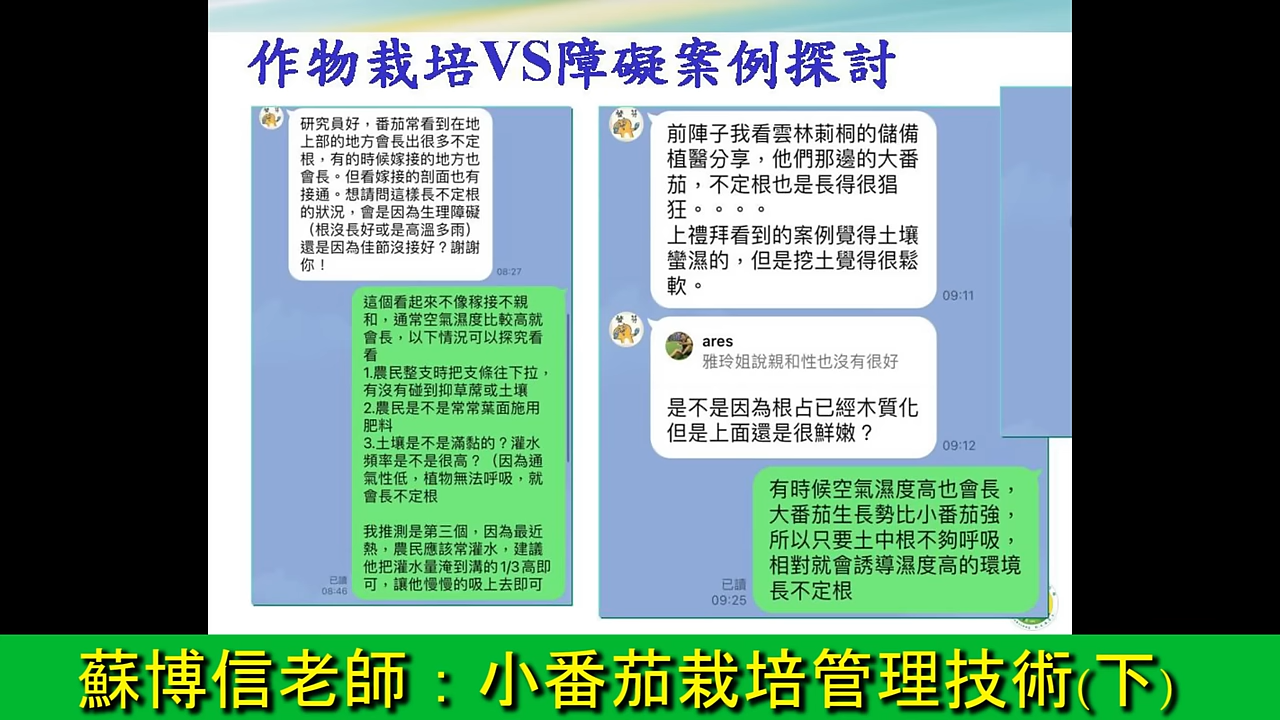 作物栽培VS障礙案例探討
研究員好，番茄常看到在地
上部的地方會長出很多不定
根，有的時候嫁接的地方也
會長。但看嫁接的剖面也有
接通。想請問這樣長不定根
的狀況，會是因為生理障礙
（根沒長好或是高溫多雨）
還是因為佳節沒接好？謝謝
你！
08:27
這個看起來不像稼接不親
和，通常空氣濕度比較高就
會長，以下情況可以探究看
看
1.農民整支時把支條往下拉，
有沒有碰到抑草蓆或土壤
2.農民是不是常常葉面施用
肥料
3.土壤是不是滿黏的？灌水
頻率是不是很高？（因為通
氣性低，植物無法呼吸，就
會長不定根
我推測是第三個，因為最近
熱，農民應該常灌水，建議
他把灌水量淹到溝的1/3高即
可，讓他慢慢的吸上去即可
已讀
08:46
前陣子我看雲林莿桐的儲備
植醫分享，他們那邊的大番
茄，不定根也是長得很猖
狂。。。。
上禮拜看到的案例覺得土壤
蠻濕的，但是挖土覺得很鬆
軟。
09:11
ares
雅玲姐說親和性也沒有很好
是不是因為根占已經木質化
但是上面還是很鮮嫩？
09:12
有時候空氣濕度高也會長，
大番茄生長勢比小番茄強，
所以只要土中根不夠呼吸，
相對就會誘導濕度高的環境
長不定根
已讀
09:25
蘇博信老師：小番茄栽培管理技術(下)